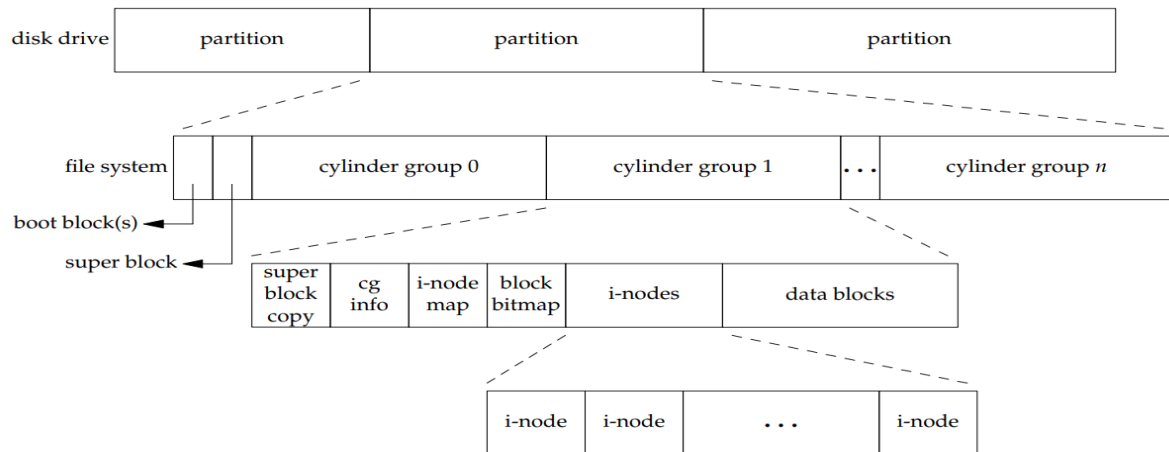 disk drive
partition
partition
partition
file system
cylinder group 0
cylinder group 1
...
cylinder group n
boot block(s)
super block
super
block
copy
cg
info
i-node
map
block
bitmap
i-nodes
data blocks
i-node
i-node
...
i-node